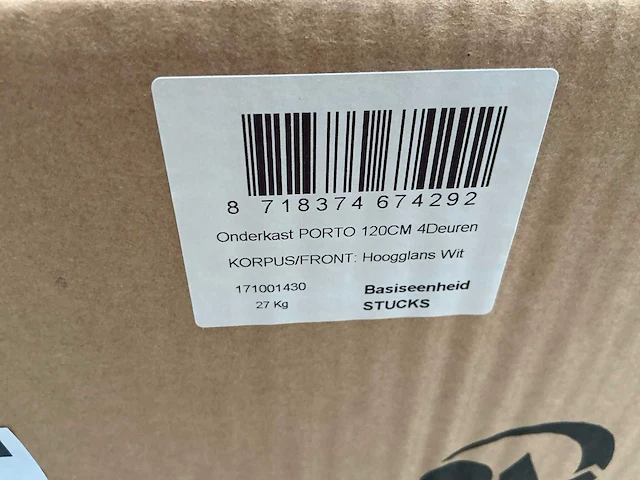 8 718374 674292
Onderkast PORTO 120CM 4Deuren
KORPUS/FRONT: Hoogglans Wit
171001430 Basiseenheid
27 Kg STUCKS